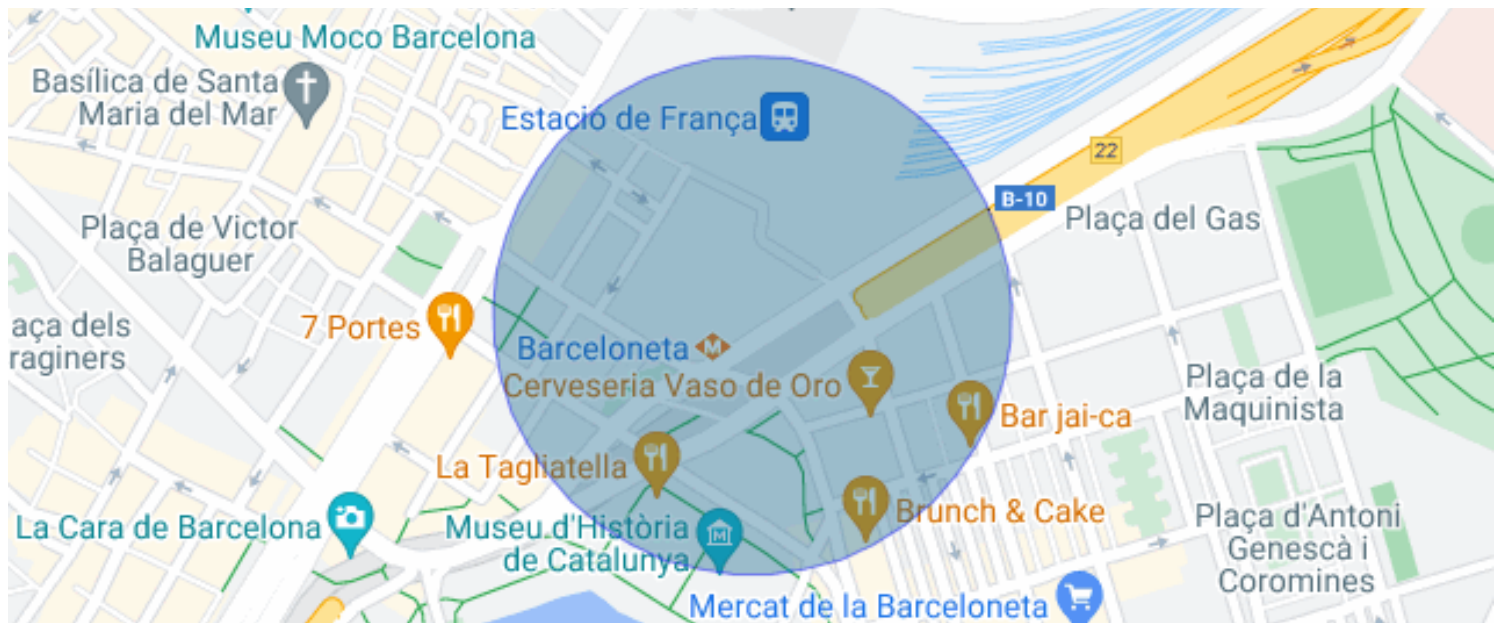 Museu Moco Barcelona
Basílica de Santa
Maria del Mar
Estació de França
22
B-10
Plaça de Victor
Balaguer
Plaça del Gas
7 Portes
aça dels
raginers
Barceloneta M
Cerveseria Vaso de Oro
Plaça de la
Maquinista
Bar jai-ca
La Tagliatella
La Cara de Barcelona
Museu d'Història
de Catalunya
M
Brunch & Cake
Plaça d'Antoni
Genescà i
Coromines
Mercat de la Barceloneta